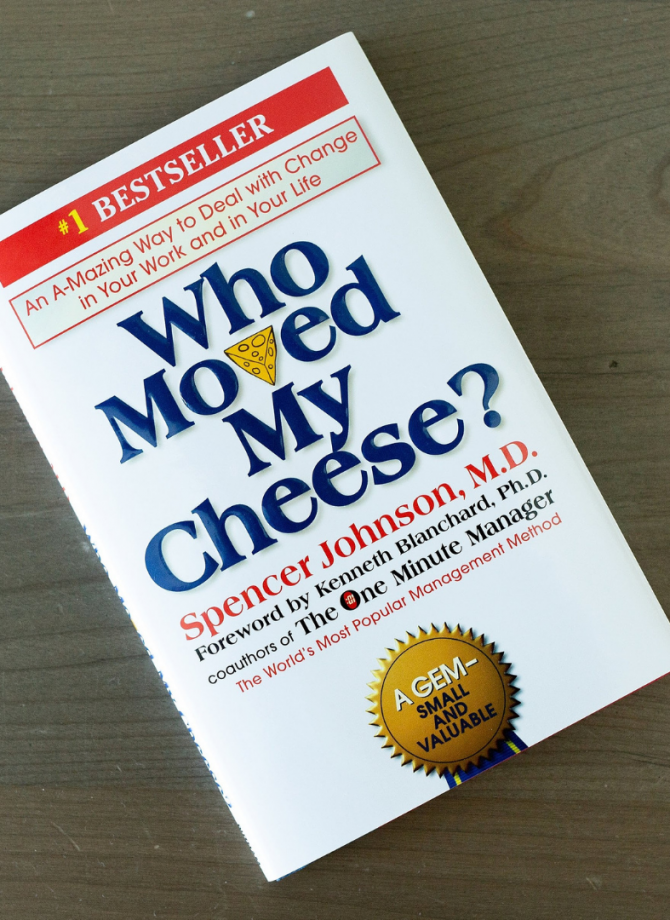 #1 BESTSELLER
An A-Mazing Way to Deal with Change
in Your Work and in Your Life
Who
Moved
My
Cheese?
Spencer Johnson, M.D.
Foreword by Kenneth Blanchard, Ph.D.
coauthors of The One Minute Manager
The World's Most Popular Management Method
A GEM–
SMALL
AND
VALUABLE